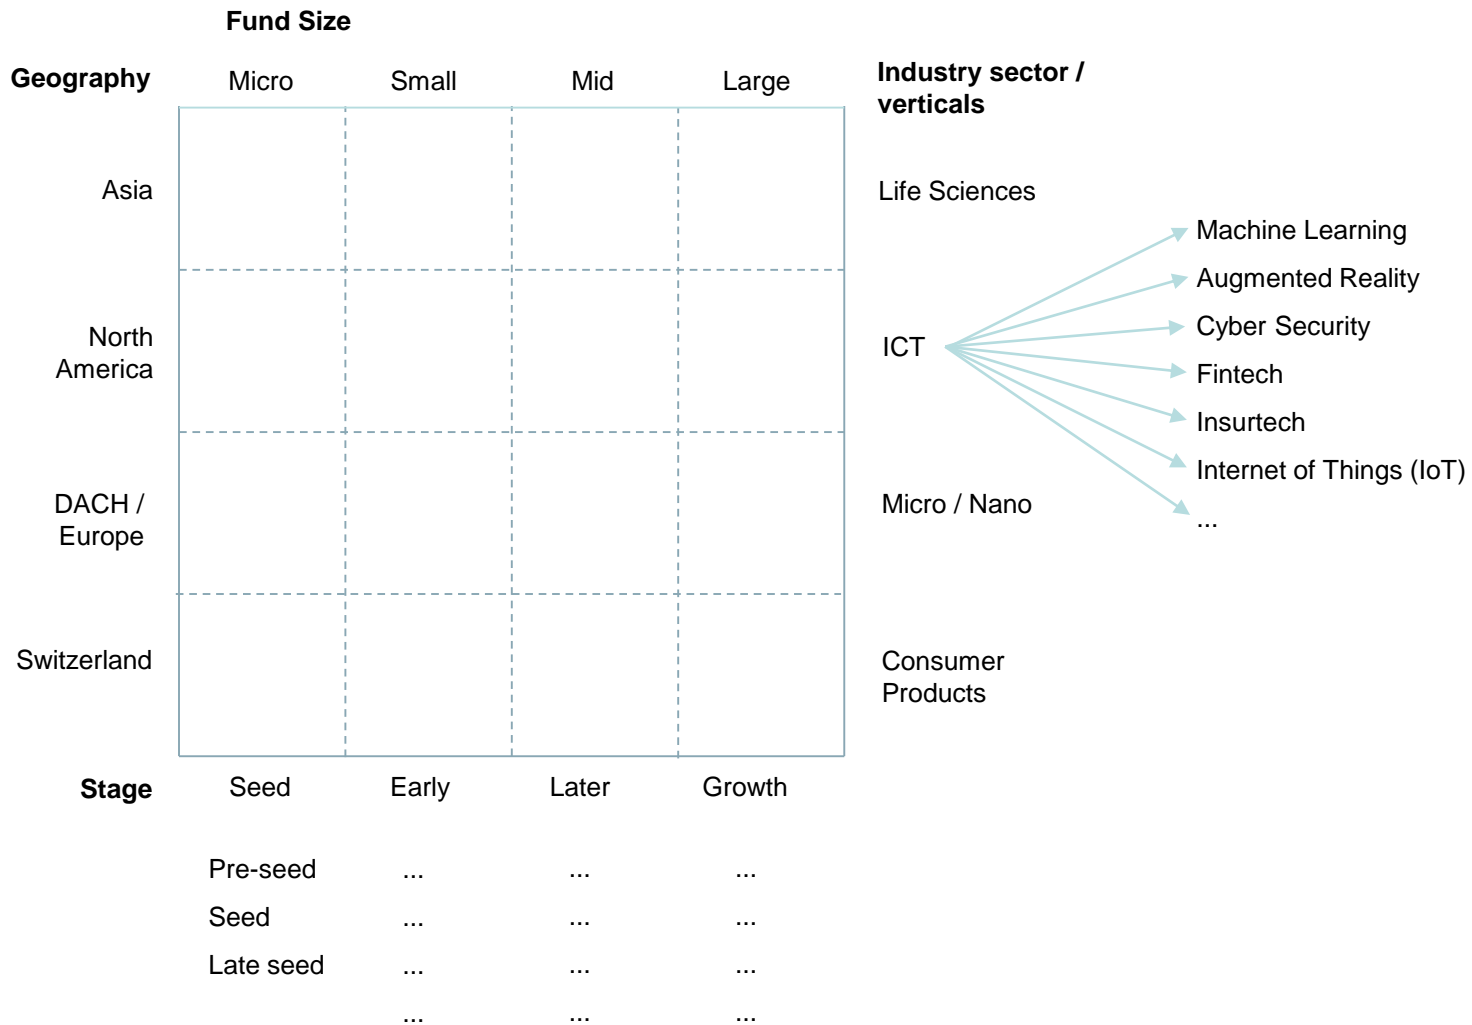 Fund Size
Geography
Micro
Small
Mid
Large
Industry sector /
verticals
Asia
North
America
DACH /
Europe
Switzerland
Life Sciences
ICT
Micro / Nano
Consumer
Products
Machine Learning
Augmented Reality
Cyber Security
Fintech
Insurtech
Internet of Things (IoT)
...
Stage
Seed
Early
Later
Growth
Pre-seed ... ... ...
Seed ... ... ...
Late seed ... ... ...
... ... ...